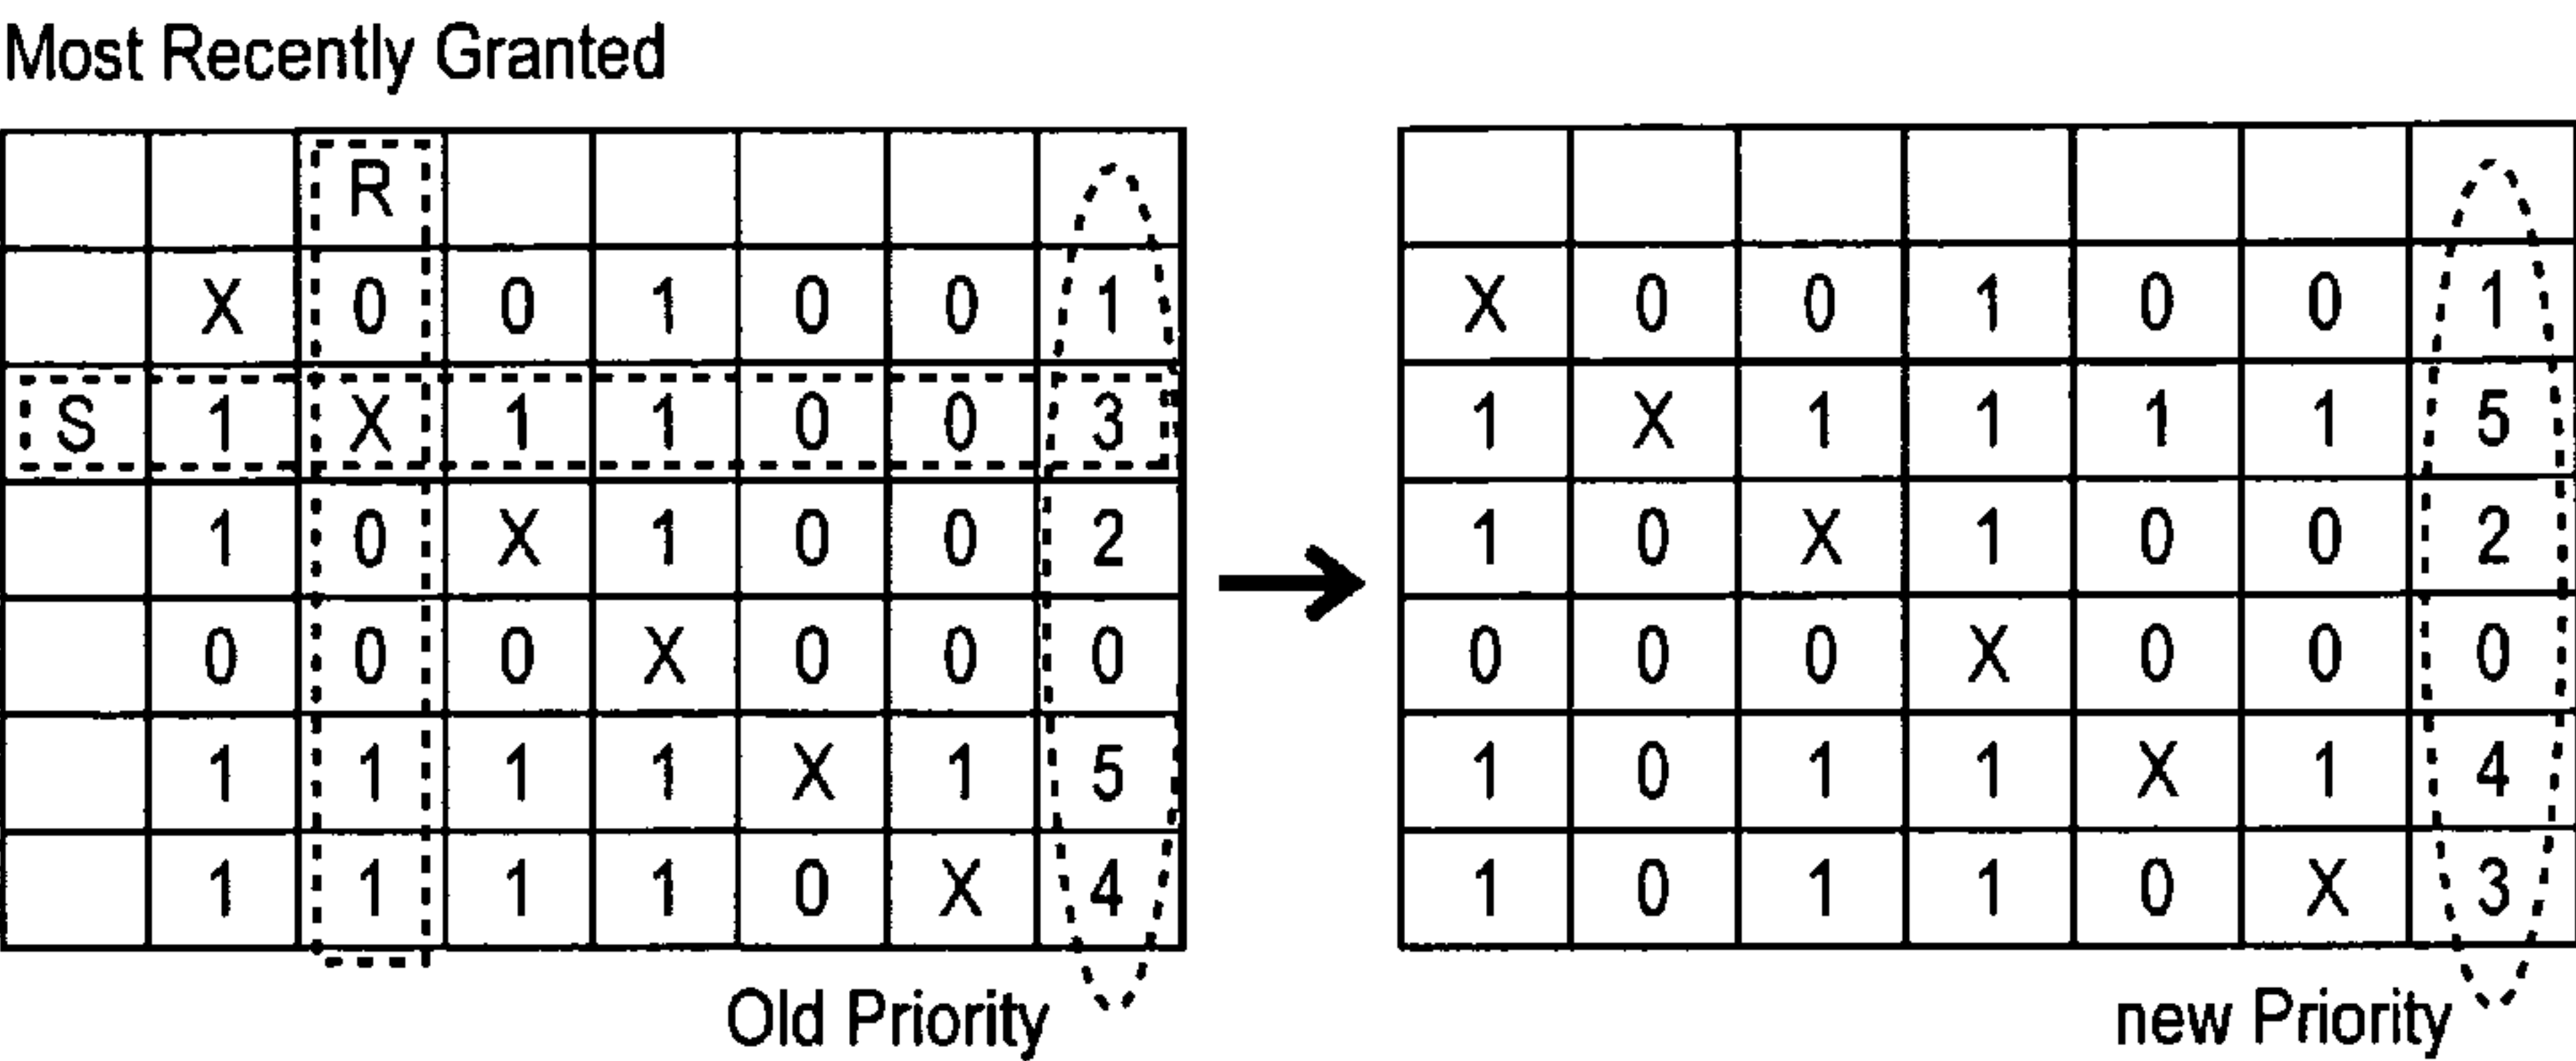 Most Recently Granted
R
X 0 0 1 0 0 1
S 1 X 1 1 0 0 3
1 0 X 1 0 0 2
0 0 0 X 0 0 0
1 1 1 1 X 1 5
1 1 1 1 0 X 4
Old Priority
X 0 0 1 0 0 1
1 X 1 1 1 1 5
1 0 X 1 0 0 2
0 0 0 X 0 0 0
1 0 1 1 X 1 4
1 0 1 1 0 X 3
new Priority